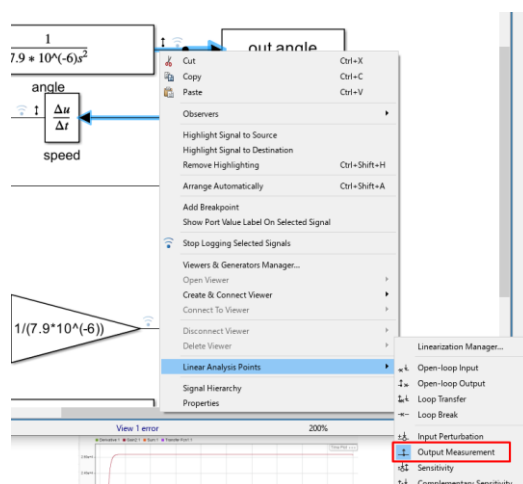 1
7.9 * 10^(-6)s²
out angle
angle
Δu
Δt
speed
1/(7.9*10^(-6))
Cut Ctrl+X
Copy Ctrl+C
Paste Ctrl+V
Observers
Highlight Signal to Source
Highlight Signal to Destination
Remove Highlighting Ctrl+Shift+H
Arrange Automatically Ctrl+Shift+A
Add Breakpoint
Show Port Value Label On Selected Signal
Stop Logging Selected Signals
Viewers & Generators Manager...
Open Viewer
Create & Connect Viewer
Connect To Viewer
Disconnect Viewer
Delete Viewer
Linear Analysis Points
Signal Hierarchy
Properties
Linearization Manager...
Open-loop Input
Open-loop Output
Loop Transfer
Loop Break
Input Perturbation
Output Measurement
Sensitivity
Complementary Sensitivity
View 1 error 200%